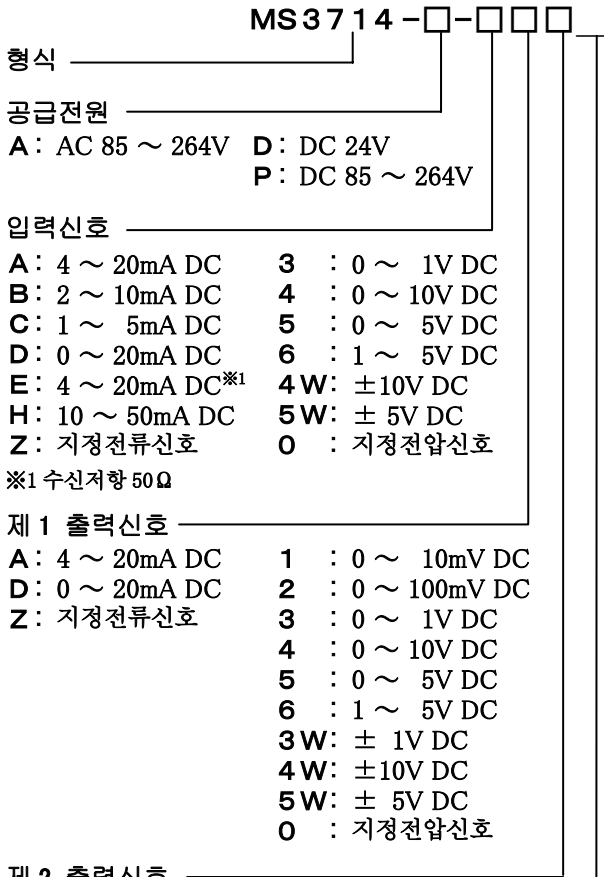 MS3714-□-□□□
형식
공급전원
A : AC 85 ～ 264V D : DC 24V
P : DC 85 ～ 264V
입력신호
A : 4 ～ 20mA DC 3 : 0 ～ 1V DC
B : 2 ～ 10mA DC 4 : 0 ～ 10V DC
C : 1 ～ 5mA DC 5 : 0 ～ 5V DC
D : 0 ～ 20mA DC 6 : 1 ～ 5V DC
E : 4 ～ 20mA DC※1 4W : ±10V DC
H : 10 ～ 50mA DC 5W : ± 5V DC
Z : 지정전류신호 0 : 지정전압신호
※1 수신저항 50Ω
제 1 출력신호
A : 4 ～ 20mA DC 1 : 0 ～ 10mV DC
D : 0 ～ 20mA DC 2 : 0 ～ 100mV DC
Z : 지정전류신호 3 : 0 ～ 1V DC
4 : 0 ～ 10V DC
5 : 0 ～ 5V DC
6 : 1 ～ 5V DC
3W : ± 1V DC
4W : ±10V DC
5W : ± 5V DC
0 : 지정전압신호
제 2 출력신호